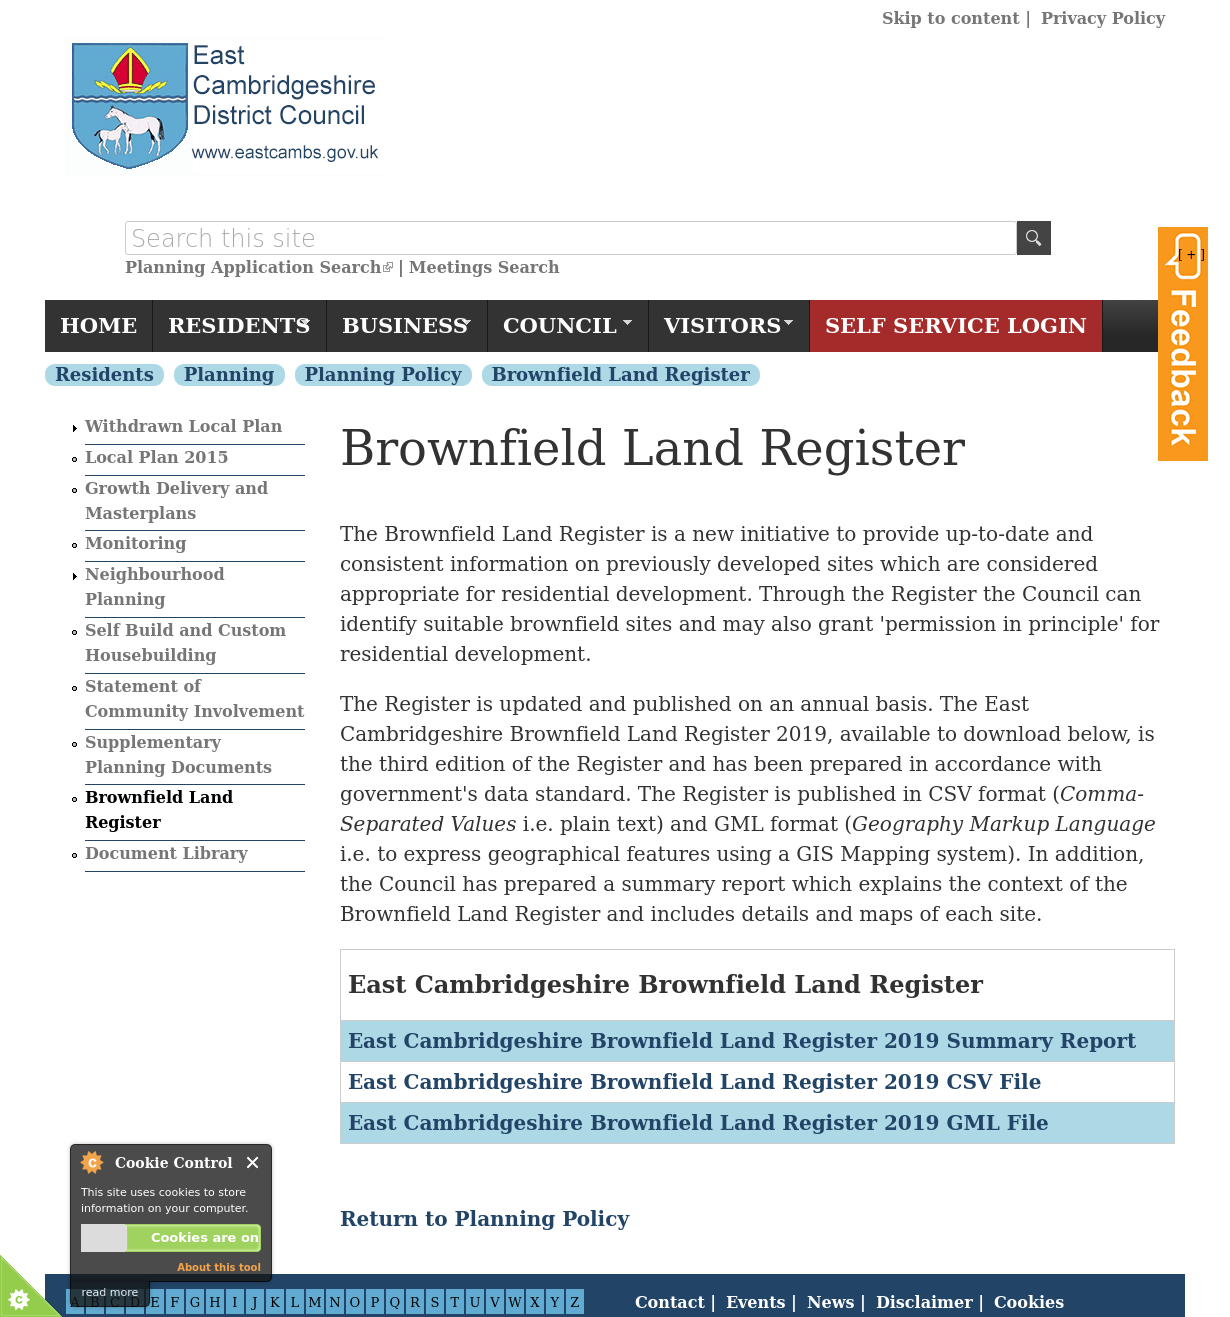 Skip to content | Privacy Policy
East
Cambridgeshire
District Council
www.eastcambs.gov.uk
Search this site
Planning Application Search | Meetings Search
[ + ]
Feedback
HOME RESIDENTS BUSINESS COUNCIL VISITORS SELF SERVICE LOGIN
Residents Planning Planning Policy Brownfield Land Register
Withdrawn Local Plan
Local Plan 2015
Growth Delivery and
Masterplans
Monitoring
Neighbourhood
Planning
Self Build and Custom
Housebuilding
Statement of
Community Involvement
Supplementary
Planning Documents
Brownfield Land
Register
Document Library
Brownfield Land Register
The Brownfield Land Register is a new initiative to provide up-to-date and
consistent information on previously developed sites which are considered
appropriate for residential development. Through the Register the Council can
identify suitable brownfield sites and may also grant 'permission in principle' for
residential development.
The Register is updated and published on an annual basis. The East
Cambridgeshire Brownfield Land Register 2019, available to download below, is
the third edition of the Register and has been prepared in accordance with
government's data standard. The Register is published in CSV format (Comma-
Separated Values i.e. plain text) and GML format (Geography Markup Language
i.e. to express geographical features using a GIS Mapping system). In addition,
the Council has prepared a summary report which explains the context of the
Brownfield Land Register and includes details and maps of each site.
East Cambridgeshire Brownfield Land Register
East Cambridgeshire Brownfield Land Register 2019 Summary Report
East Cambridgeshire Brownfield Land Register 2019 CSV File
East Cambridgeshire Brownfield Land Register 2019 GML File
Return to Planning Policy
C Cookie Control
This site uses cookies to store
information on your computer.
Cookies are on
About this tool
read more
C
A B C D E F G H I J K L M N O P Q R S T U V W X Y Z
Contact | Events | News | Disclaimer | Cookies